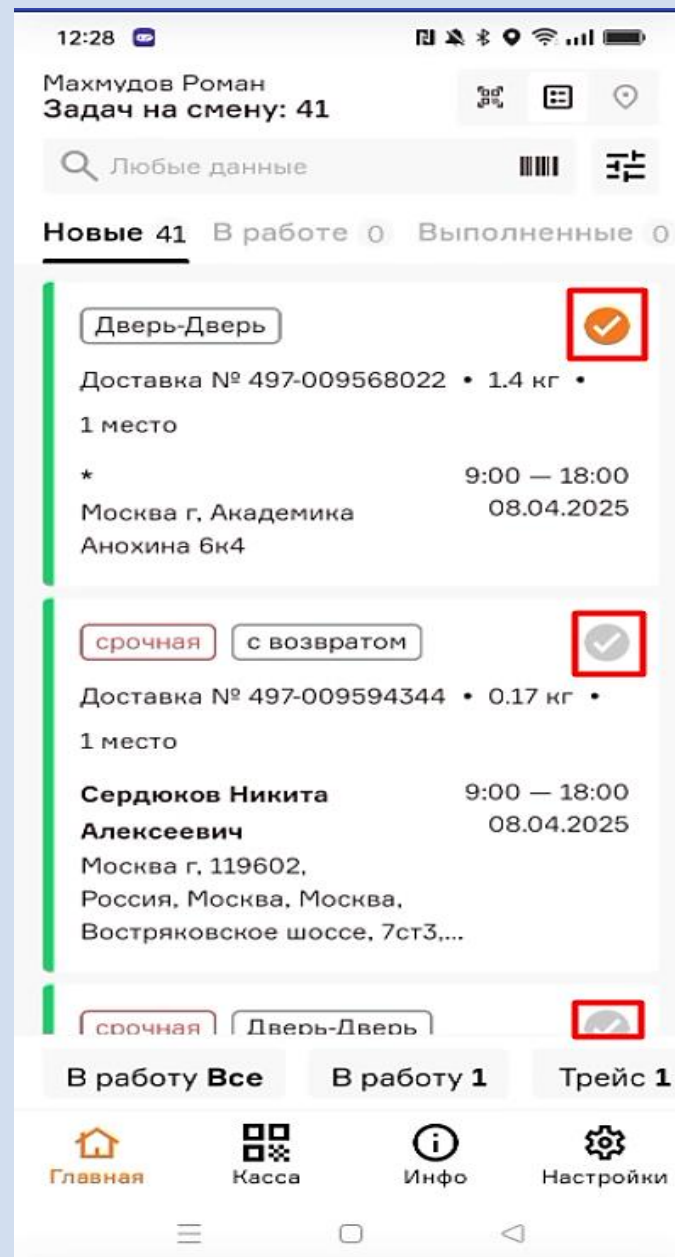 12:28
Махмудов Роман
Задач на смену: 41
Любые данные
Новые 41 В работе 0 Выполненные 0
Дверь-Дверь
Доставка № 497-009568022 • 1.4 кг •
1 место
* 9:00 — 18:00
Москва г, Академика 08.04.2025
Анохина 6к4
срочная с возвратом
Доставка № 497-009594344 • 0.17 кг •
1 место
Сердюков Никита 9:00 — 18:00
Алексеевич 08.04.2025
Москва г, 119602,
Россия, Москва, Москва,
Востряковское шоссе, 7ст3,...
срочная Дверь-Дверь
В работу Все В работу 1 Трейс 1
Главная Касса Инфо Настройки